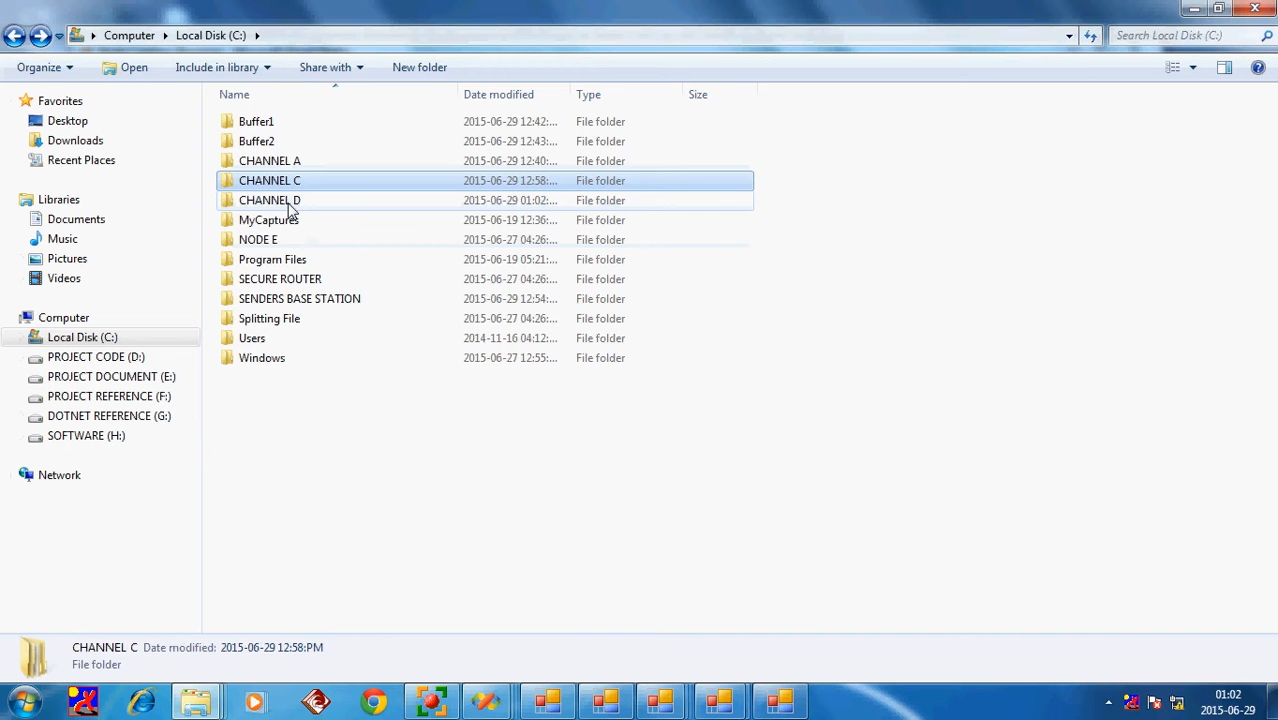 Computer Local Disk (C:) Search Local Disk (C:)
Organize Open Include in library Share with New folder
Name Date modified Type Size
Favorites
Desktop
Downloads
Recent Places
Libraries
Documents
Music
Pictures
Videos
Computer
Local Disk (C:)
PROJECT CODE (D:)
PROJECT DOCUMENT (E:)
PROJECT REFERENCE (F:)
DOTNET REFERENCE (G:)
SOFTWARE (H:)
Network
Buffer1 2015-06-29 12:42:... File folder
Buffer2 2015-06-29 12:43:... File folder
CHANNEL A 2015-06-29 12:40:... File folder
CHANNEL C 2015-06-29 12:58:... File folder
CHANNEL D 2015-06-29 01:02:... File folder
MyCaptures 2015-06-19 12:36:... File folder
NODE E 2015-06-27 04:26:... File folder
Program Files 2015-06-19 05:21:... File folder
SECURE ROUTER 2015-06-27 04:26:... File folder
SENDERS BASE STATION 2015-06-29 12:54:... File folder
Splitting File 2015-06-27 04:26:... File folder
Users 2014-11-16 04:12:... File folder
Windows 2015-06-27 12:55:... File folder
CHANNEL C Date modified: 2015-06-29 12:58:PM
File folder
01:02
2015-06-29